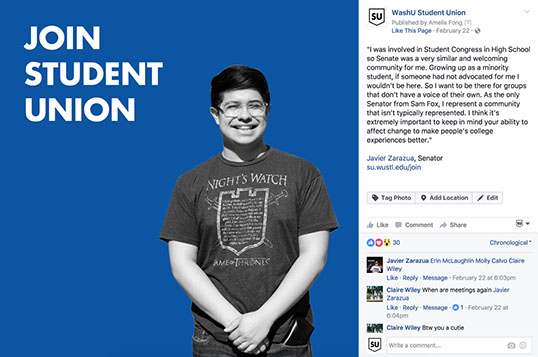 JOIN
STUDENT
UNION
NIGHT'S WATCH
GAME OF THRONES
SU
WashU Student Union
Published by Amelia Fong [?]
Like This Page · February 22 ·
"I was involved in Student Congress in High School
so Senate was a very similar and welcoming
community for me. Growing up as a minority
student, if someone had not advocated for me I
wouldn't be here. So I want to be there for groups
that don't have a voice of their own. As the only
Senator from Sam Fox, I represent a community
that isn't typically represented. I think it's
extremely important to keep in mind your ability to
affect change to make people's college
experiences better."
Javier Zarazua, Senator
su.wustl.edu/join
Tag Photo Add Location Edit
Like Comment Share
30 Chronological
Javier Zarazua Erin McLaughlin Molly Calvo Claire
Wiley
Like · Reply · Message · February 22 at 6:03pm
Claire Wiley When are meetings again Javier
Zarazua
Like · Reply · Message · 1 · February 22 at
6:04pm
Claire Wiley Btw you a cutie
SU
Write a comment...